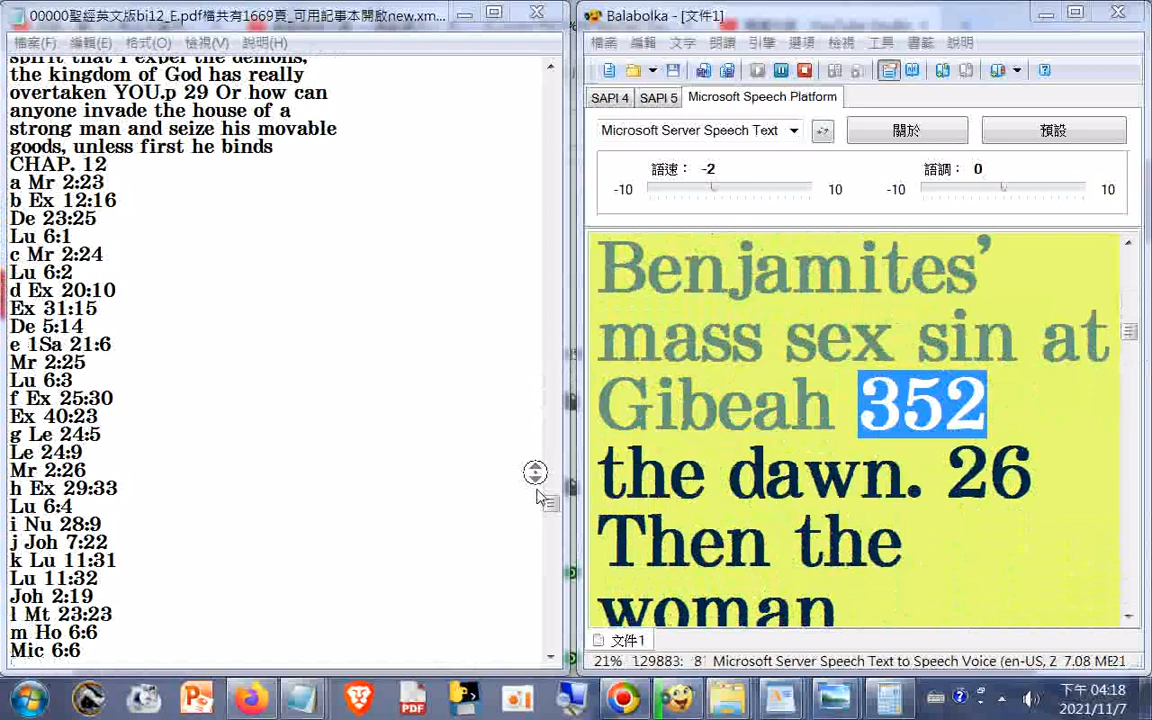 00000聖經英文版bi12_E.pdf檔共有1669頁_可用記事本開啟new.xm...
檔案(F) 編輯(E) 格式(O) 檢視(V) 說明(H)
spirit that I expel the demons,
the kingdom of God has really
overtaken YOU.p 29 Or how can
anyone invade the house of a
strong man and seize his movable
goods, unless first he binds
CHAP. 12
a Mr 2:23
b Ex 12:16
De 23:25
Lu 6:1
c Mr 2:24
Lu 6:2
d Ex 20:10
Ex 31:15
De 5:14
e 1Sa 21:6
Mr 2:25
Lu 6:3
f Ex 25:30
Ex 40:23
g Le 24:5
Le 24:9
Mr 2:26
h Ex 29:33
Lu 6:4
i Nu 28:9
j Joh 7:22
k Lu 11:31
Lu 11:32
Joh 2:19
l Mt 23:23
m Ho 6:6
Mic 6:6
Balabolka - [文件1]
檔案 編輯 文字 朗讀 引擎 選項 檢視 工具 書籤 說明
SAPI 4 SAPI 5 Microsoft Speech Platform
Microsoft Server Speech Text 關於 預設
語速： -2 語調： 0
-10 10 -10 10
Benjamites’
mass sex sin at
Gibeah 352
the dawn. 26
Then the
woman
文件1
21% Microsoft Server Speech Text to Speech Voice (en-US, Z 7.08 ME
PDF
下午 04:18
2021/11/7